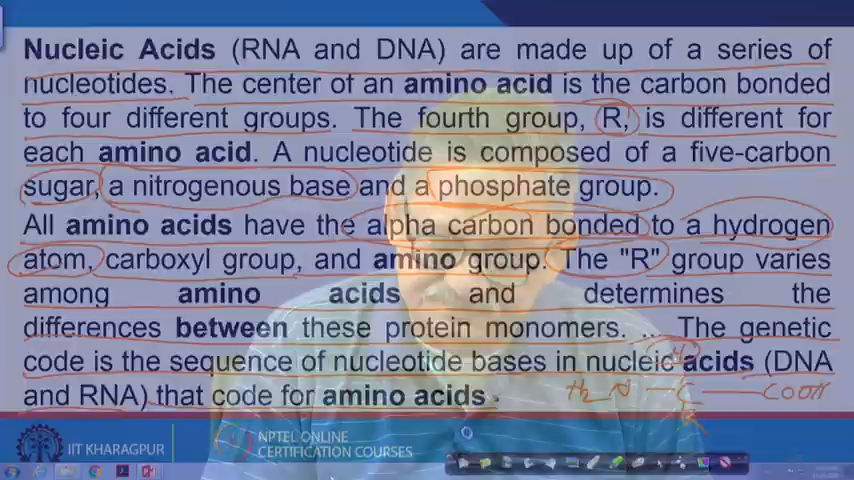 Nucleic Acids (RNA and DNA) are made up of a series of
nucleotides. The center of an amino acid is the carbon bonded
to four different groups. The fourth group, R, is different for
each amino acid. A nucleotide is composed of a five-carbon
sugar, a nitrogenous base and a phosphate group.
All amino acids have the alpha carbon bonded to a hydrogen
atom, carboxyl group, and amino group. The "R" group varies
among amino acids and determines the
differences between these protein monomers. ... The genetic
code is the sequence of nucleotide bases in nucleic acids (DNA
and RNA) that code for amino acids.
H
H2N — C — COOH
R
IIT KHARAGPUR
NPTEL ONLINE
CERTIFICATION COURSES